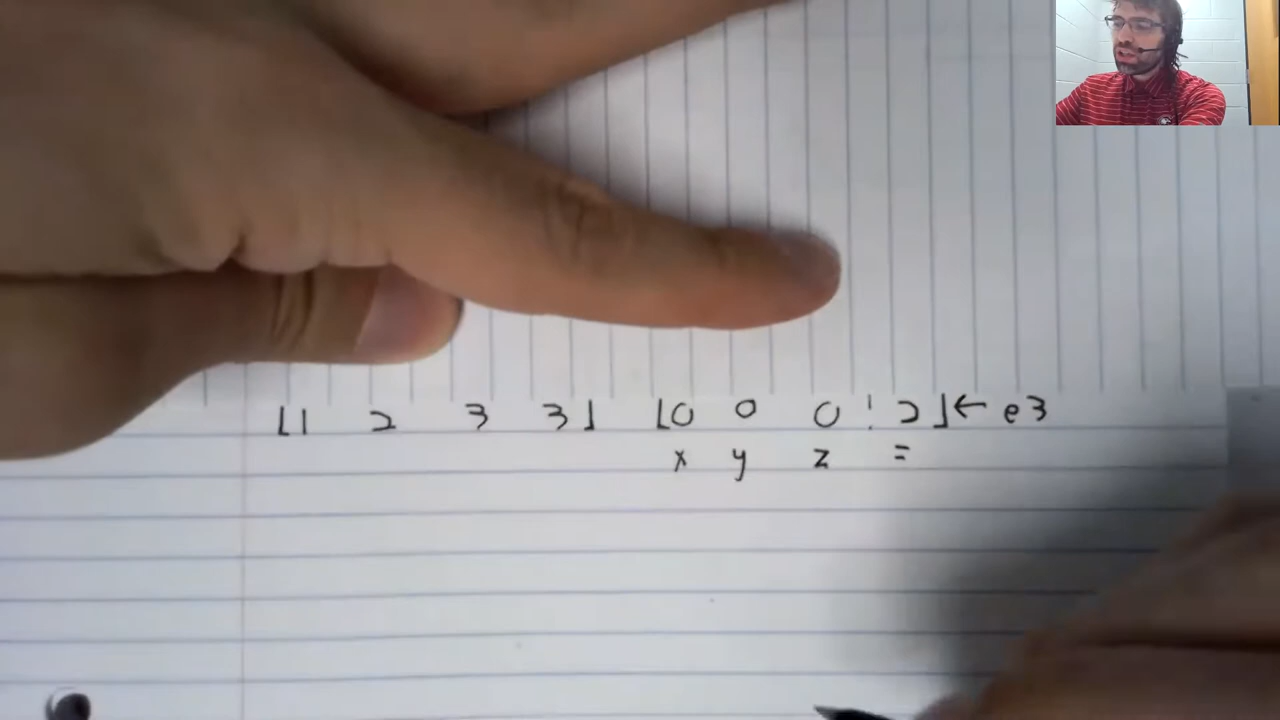 ⌊1 2 3 3⌋ ⌊0 0 0 ¦ 2⌋ ← e3
x y z =